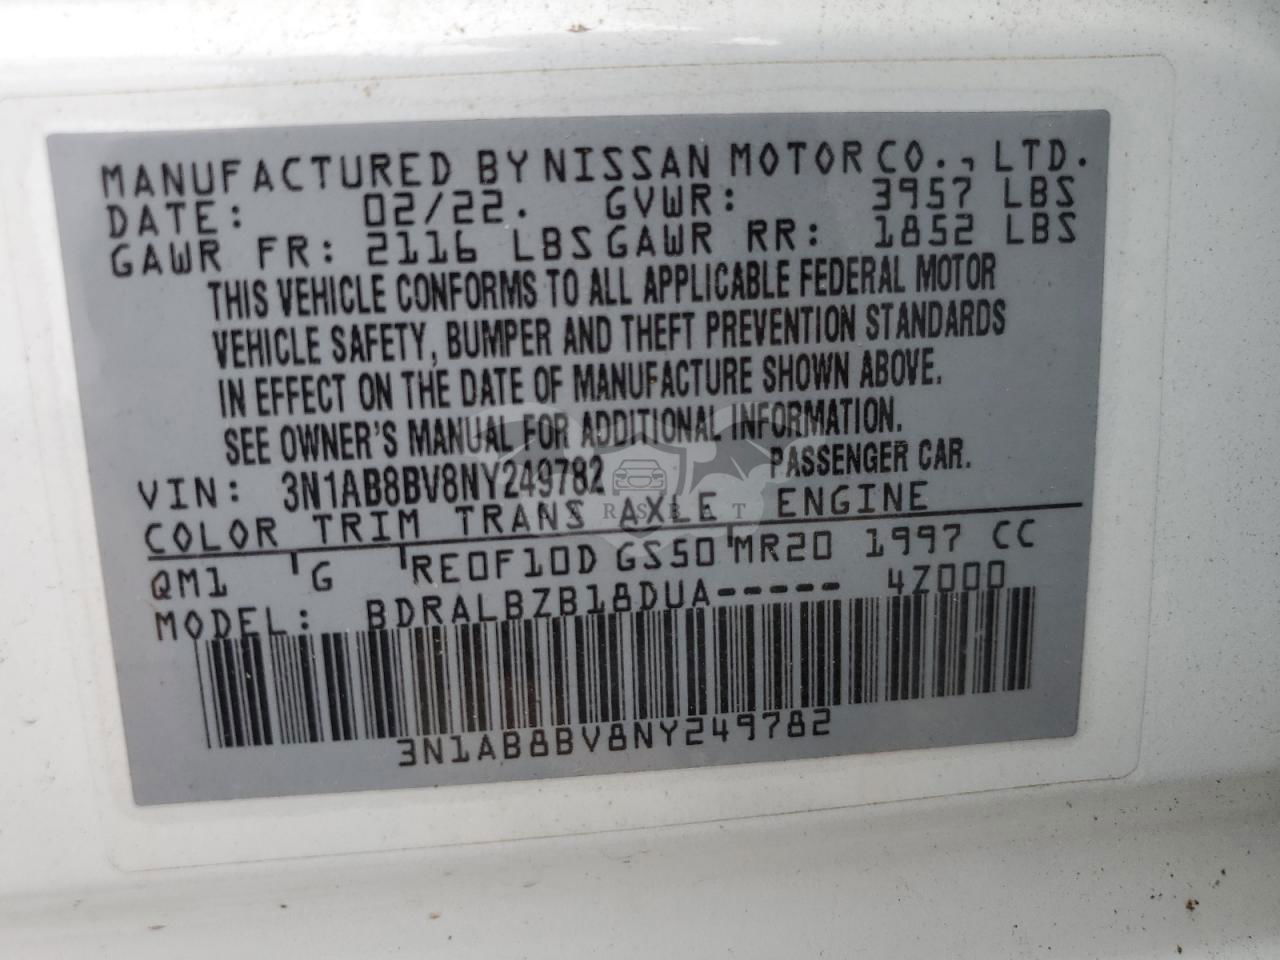 MANUFACTURED BY NISSAN MOTOR CO., LTD.
DATE: 02/22. GVWR: 3957 LBS
GAWR FR: 2116 LBS GAWR RR: 1852 LBS
THIS VEHICLE CONFORMS TO ALL APPLICABLE FEDERAL MOTOR
VEHICLE SAFETY, BUMPER AND THEFT PREVENTION STANDARDS
IN EFFECT ON THE DATE OF MANUFACTURE SHOWN ABOVE.
SEE OWNER'S MANUAL FOR ADDITIONAL INFORMATION.
VIN: 3N1AB8BV8NY249782 PASSENGER CAR.
COLOR TRIM TRANS AXLE ENGINE
QM1 G RE0F10D GS50 MR20 1997 CC
MODEL: BDRALBZB18DUA----- 4Z000
3N1AB8BV8NY249782